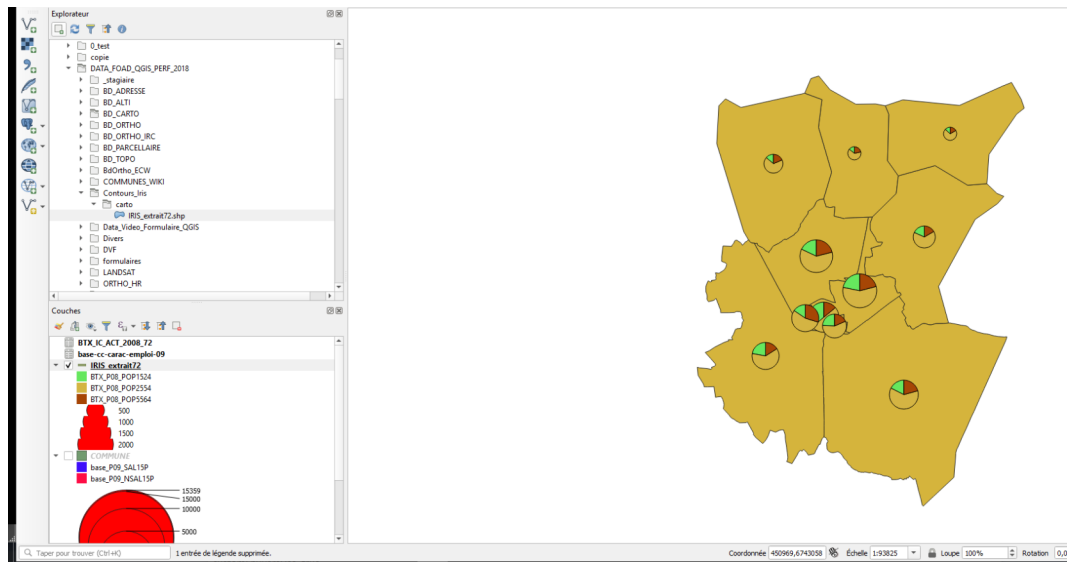 Explorateur
0_test
copie
DATA_FOAD_QGIS_PERF_2018
_stagiaire
BD_ADRESSE
BD_ALTI
BD_CARTO
BD_ORTHO
BD_ORTHO_IRC
BD_PARCELLAIRE
BD_TOPO
BdOrtho_ECW
COMMUNES_WIKI
Contours_Iris
carto
IRIS_extrait72.shp
Data_Video_Formulaire_QGIS
Divers
DVF
formulaires
LANDSAT
ORTHO_HR
Couches
BTX_IC_ACT_2008_72
base-cc-carac-emploi-09
IRIS_extrait72
BTX_P08_POP1524
BTX_P08_POP2554
BTX_P08_POP5564
500
1000
1500
2000
COMMUNE
base_P09_SAL15P
base_P09_NSAL15P
15359
15000
10000
5000
Taper pour trouver (Ctrl+K) 1 entrée de légende supprimée. Coordonnée 450969,6743058 Échelle 1:93825 Loupe 100% Rotation 0,0